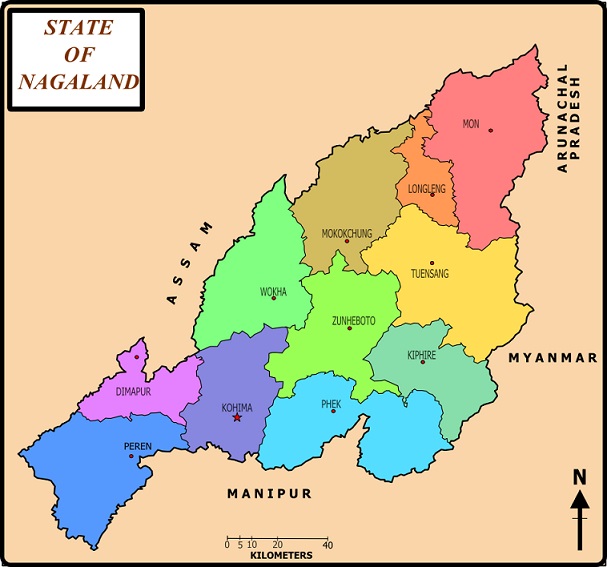 STATE
OF
NAGALAND
ARUNACHAL
PRADESH
MON
LONGLENG
MOKOKCHUNG
ASSAM
TUENSANG
WOKHA
ZUNHEBOTO
KIPHIRE
MYANMAR
DIMAPUR
KOHIMA
PHEK
PEREN
MANIPUR
N
0 5 10 20 40
KILOMETERS